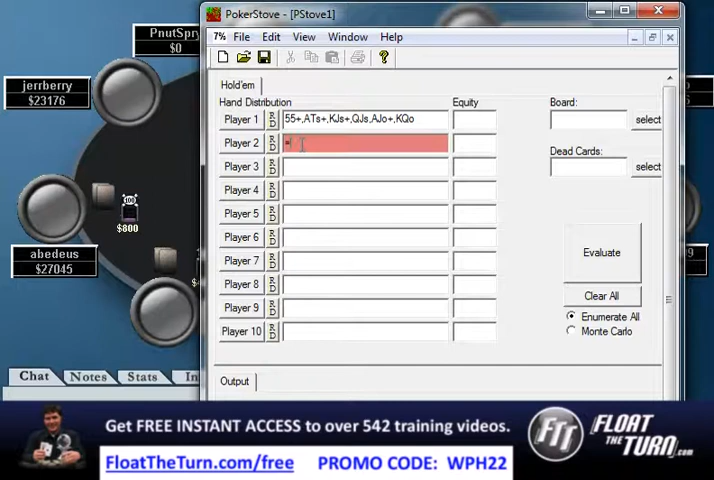 PokerStove - [PStove1]
PnutSpry
$0
File Edit View Window Help
jerrberry
$23176
Hold'em
Hand Distribution Equity Board:
Player 1 R D 55+,ATs+,KJs+,QJs,AJo+,KQo select
Player 2 R D
Dead Cards:
Player 3 R D select
Player 4 R D
100
$800
Player 5 R D
Player 6 R D
abedeus
$27045
Player 7 R D
Evaluate
Player 8 R D
Clear All
Player 9 R D
Enumerate All
Player 10 R D
Monte Carlo
Chat Notes Stats
Output
Get FREE INSTANT ACCESS to over 542 training videos.
FloatTheTurn.com/free PROMO CODE: WPH22
FTT
FLOAT
THE TURN.com